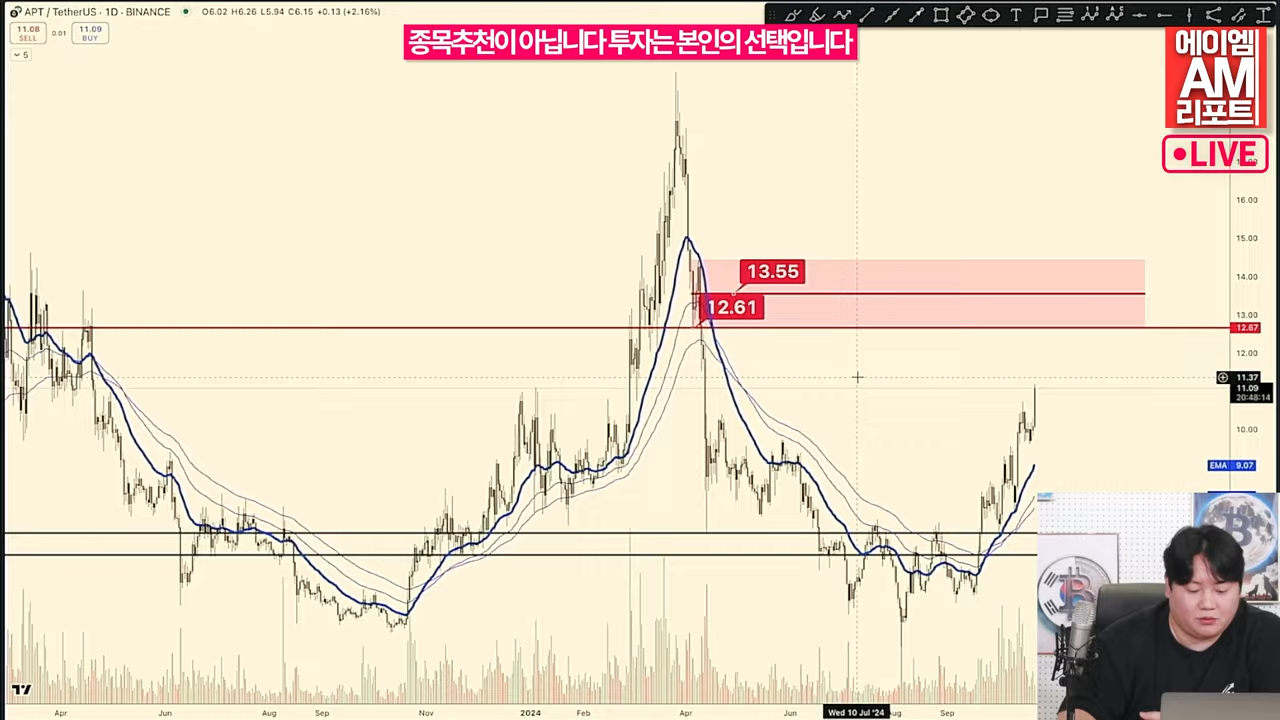 APT / TetherUS · 1D · BINANCE
O6.02 H6.26 L5.94 C6.15 +0.13 (+2.16%)
11.08
SELL
0.01
11.09
BUY
5
종목추천이 아닙니다 투자는 본인의 선택입니다
에이엠
AM
리포트
LIVE
16.00
15.00
14.00
13.00
12.67
12.00
11.37
11.09
20:48:14
10.00
EMA 9.07
13.55
12.61
Apr
Jun
Aug
Sep
Nov
2024
Feb
Apr
Jun
Wed 10 Jul '24
Aug
Sep